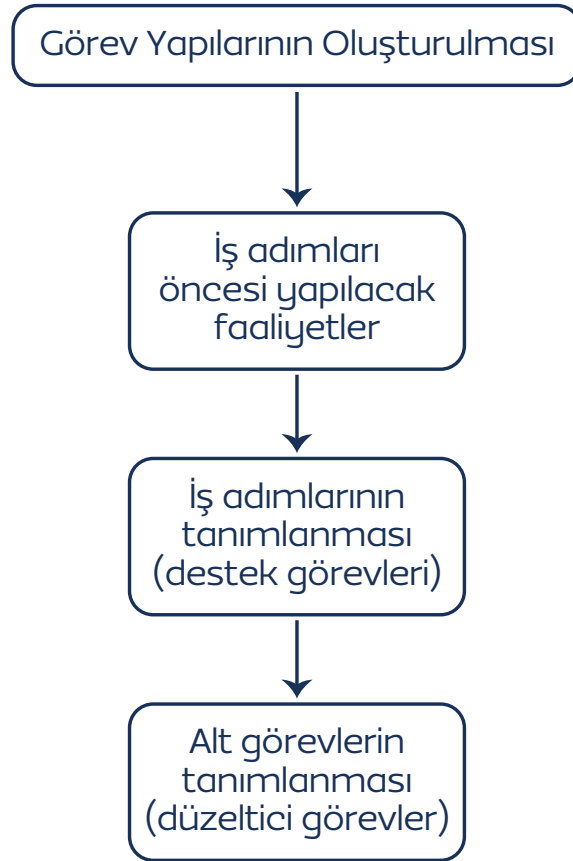 Görev Yapılarının Oluşturulması
İş adımları
öncesi yapılacak
faaliyetler
İş adımlarının
tanımlanması
(destek görevleri)
Alt görevlerin
tanımlanması
(düzeltici görevler)